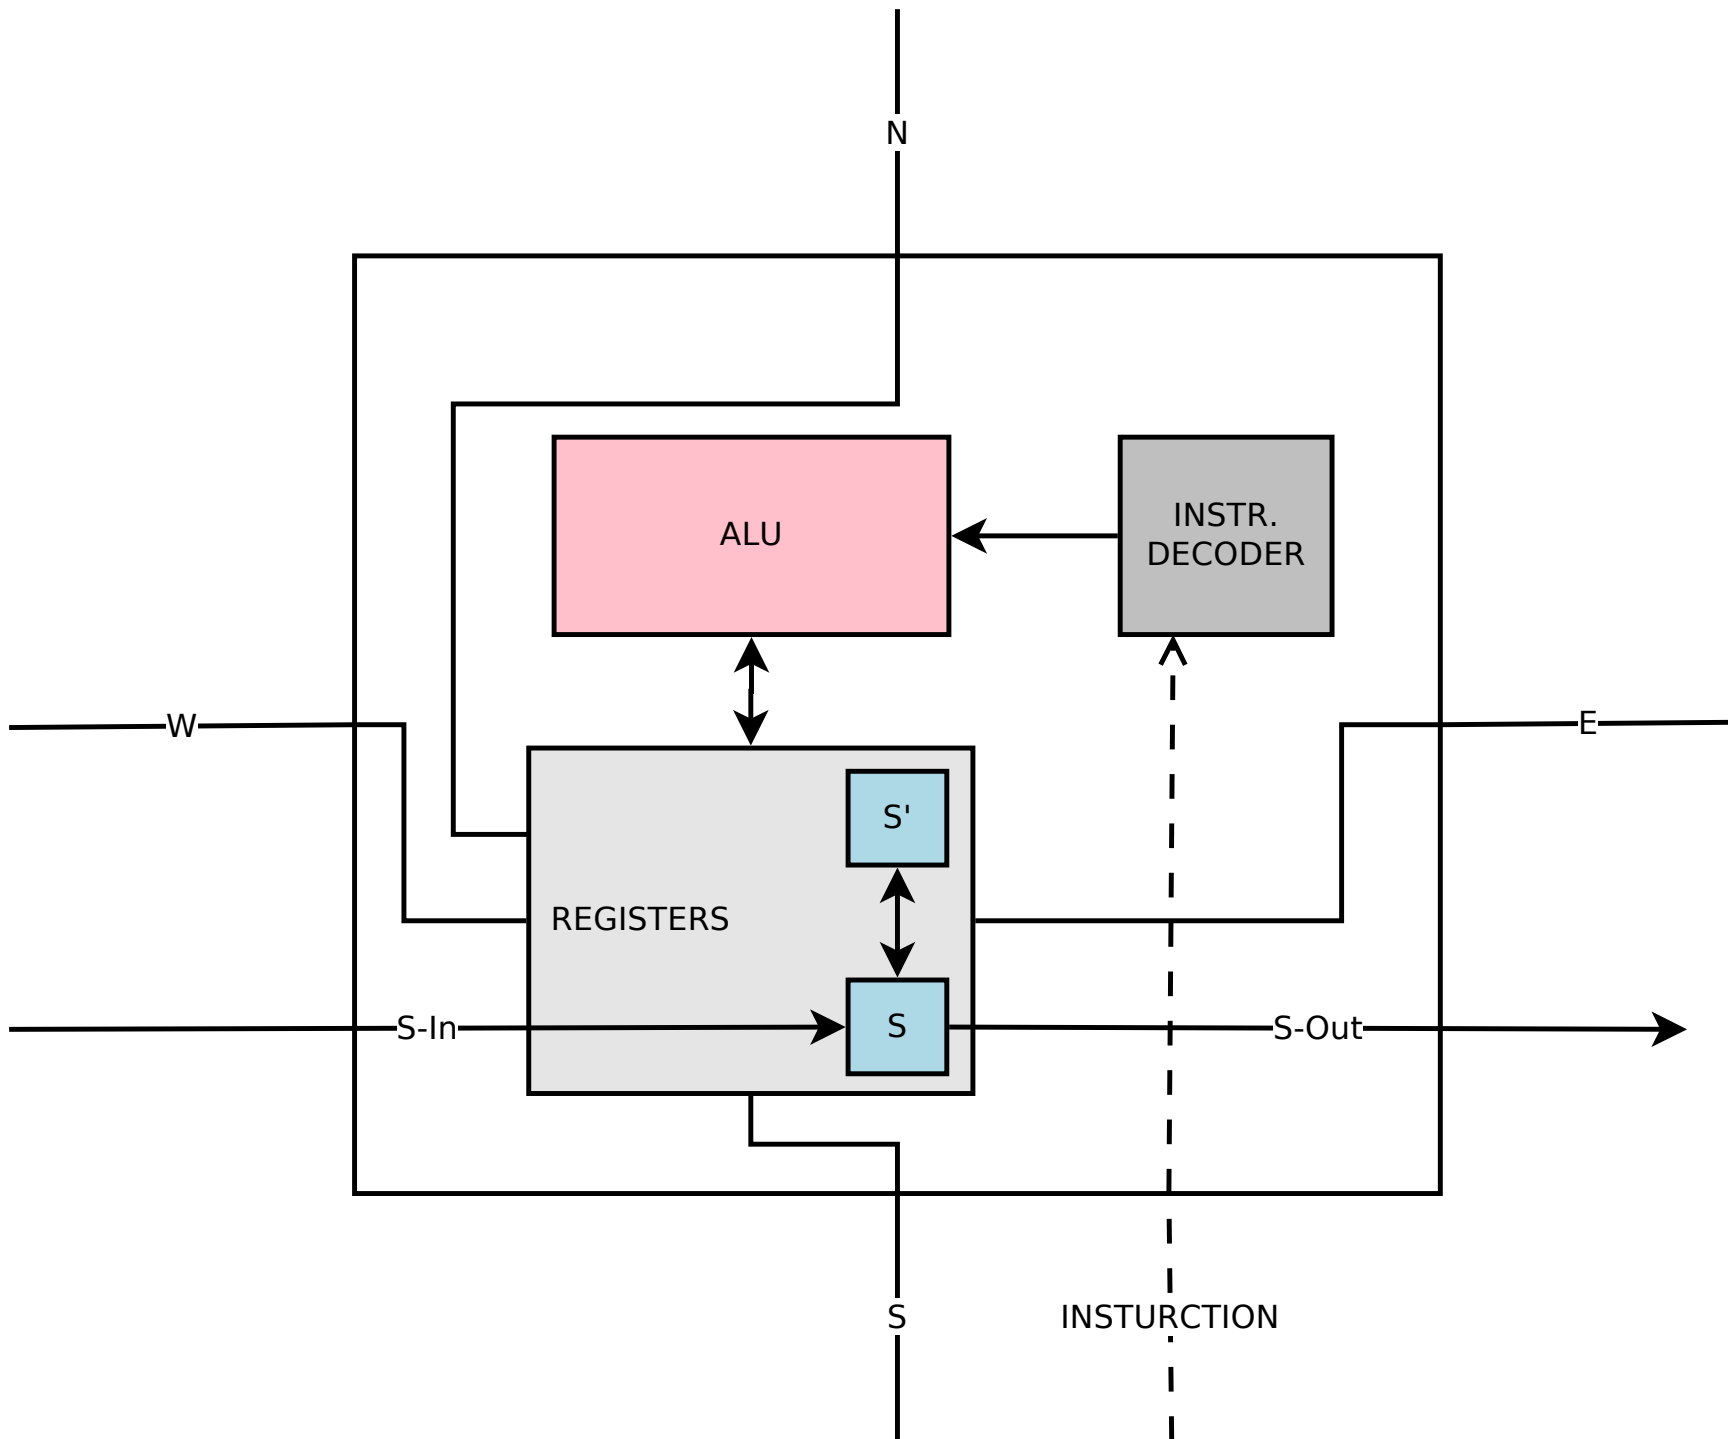 N
ALU
INSTR.
DECODER
W
E
S'
REGISTERS
S-In
S
S-Out
S
INSTURCTION